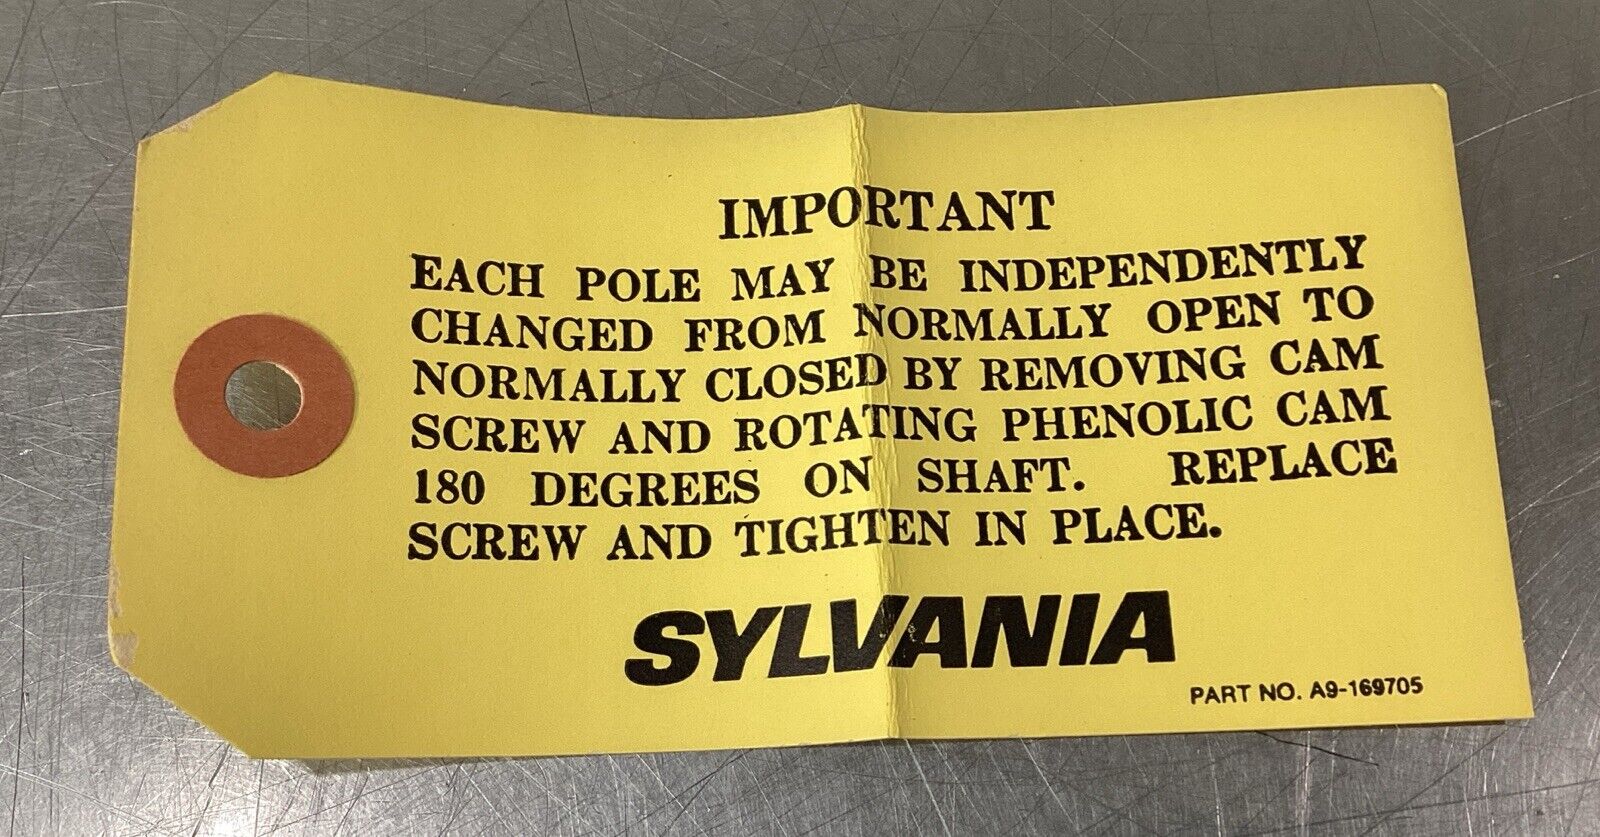 IMPORTANT
EACH POLE MAY BE INDEPENDENTLY
CHANGED FROM NORMALLY OPEN TO
NORMALLY CLOSED BY REMOVING CAM
SCREW AND ROTATING PHENOLIC CAM
180 DEGREES ON SHAFT. REPLACE
SCREW AND TIGHTEN IN PLACE.
SYLVANIA
PART NO. A9-169705